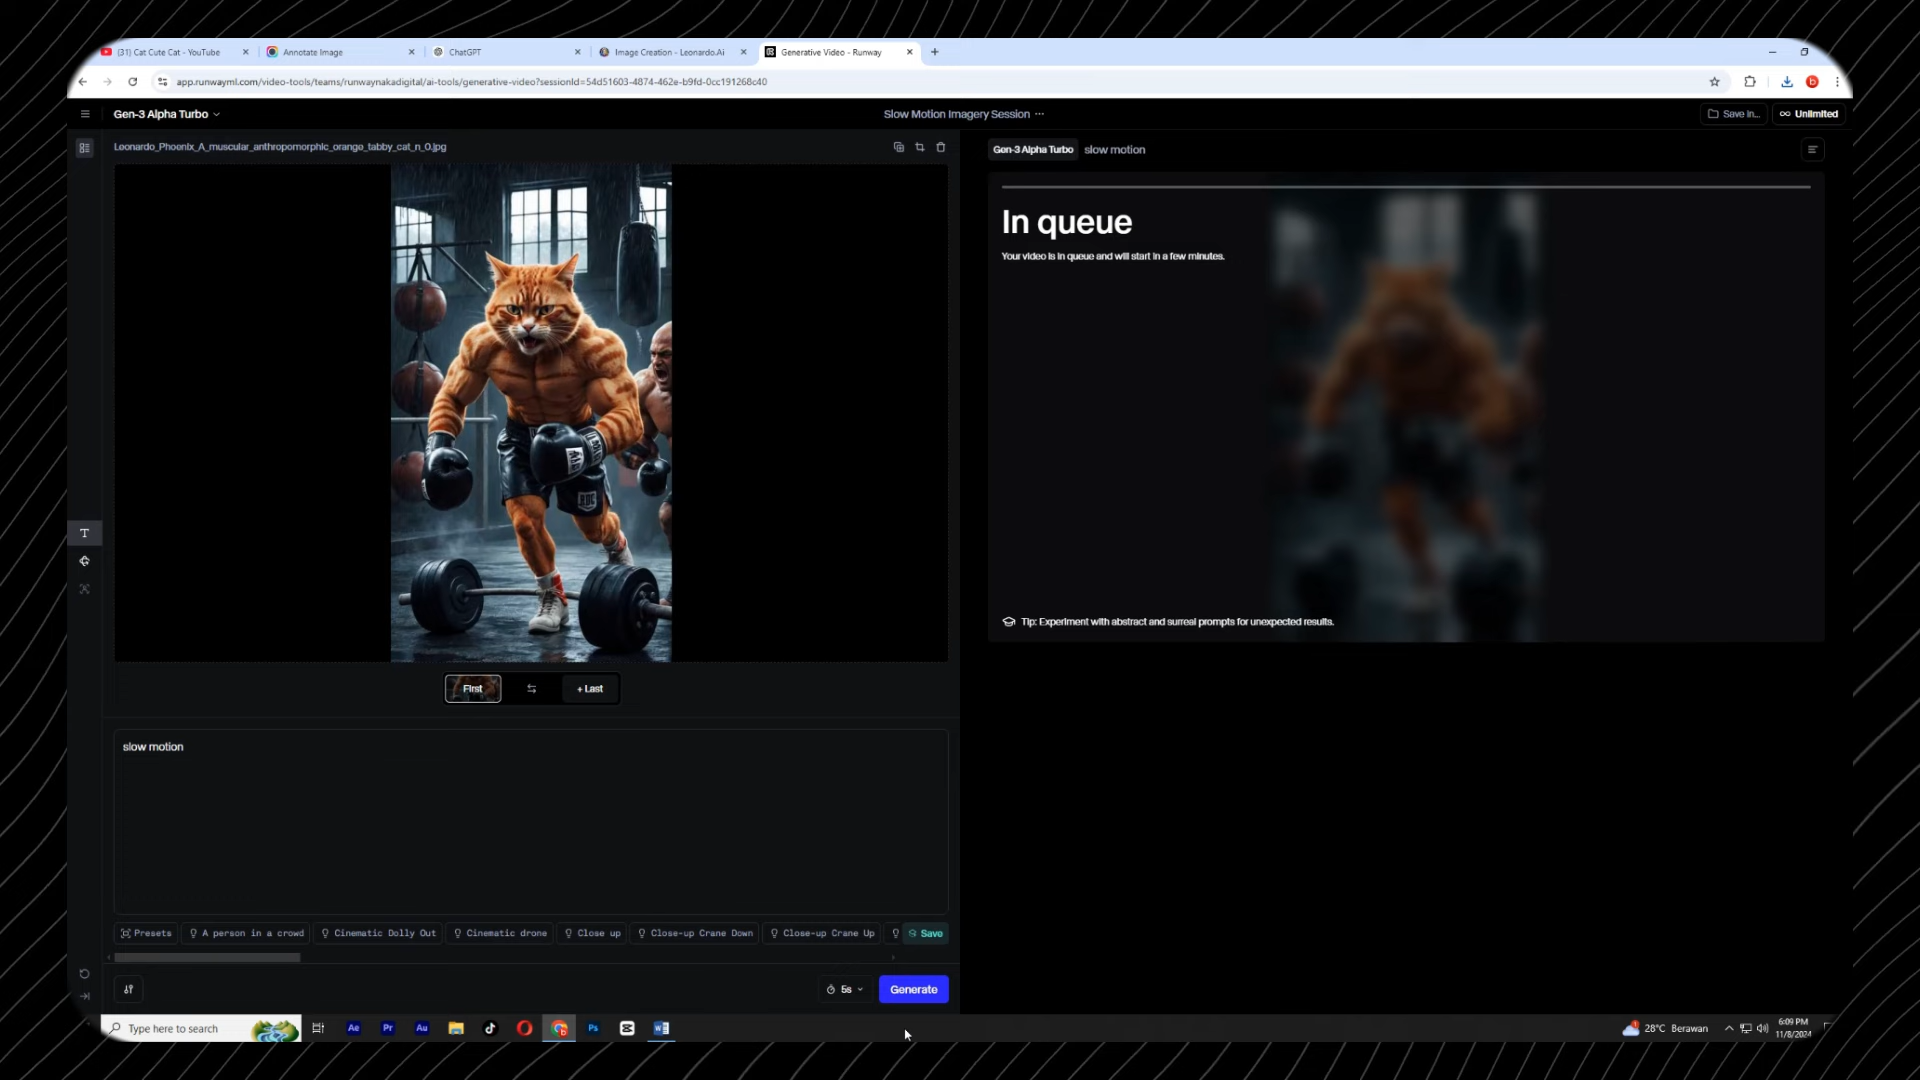 (31) Cat Cute Cat - YouTube
Annotate Image
ChatGPT
Image Creation - Leonardo.Ai
Generative Video - Runway
app.runwayml.com/video-tools/teams/runwaynakadigital/ai-tools/generative-video?sessionId=54d51603-4874-462e-b9fd-0cc191268c40
b
Gen-3 Alpha Turbo
Slow Motion Imagery Session ...
Save in...
Unlimited
Leonardo_Phoenix_A_muscular_anthropomorphic_orange_tabby_cat_n_0.jpg
Gen-3 Alpha Turbo slow motion
In queue
Your video is in queue and will start in a few minutes.
Tip: Experiment with abstract and surreal prompts for unexpected results.
First
+ Last
T
slow motion
Presets
A person in a crowd
Cinematic Dolly Out
Cinematic drone
Close up
Close-up Crane Down
Close-up Crane Up
Save
5s
Generate
Type here to search
Ae
Pr
Au
Ps
28°C Berawan
6:09 PM
11/8/2024